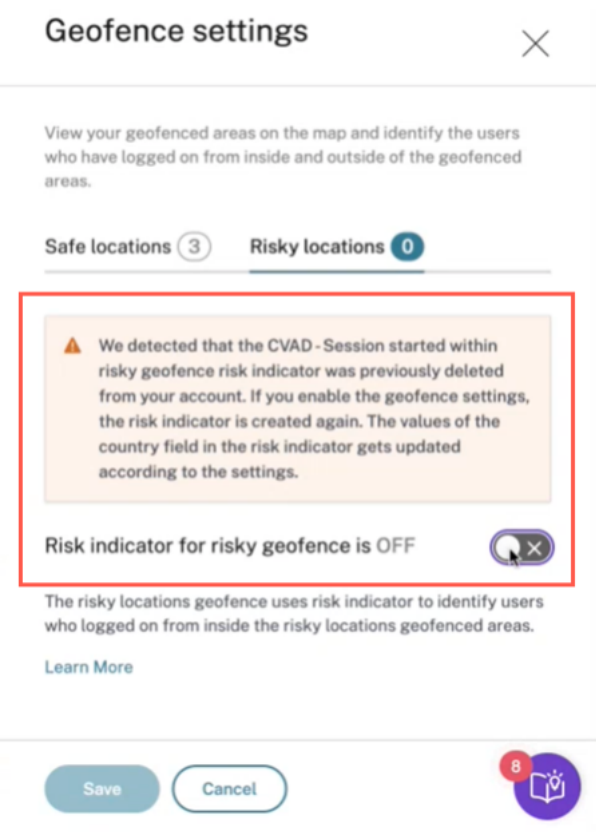 Geofence settings
View your geofenced areas on the map and identify the users
who have logged on from inside and outside of the geofenced
areas.
Safe locations 3 Risky locations 0
We detected that the CVAD - Session started within
risky geofence risk indicator was previously deleted
from your account. If you enable the geofence settings,
the risk indicator is created again. The values of the
country field in the risk indicator gets updated
according to the settings.
Risk indicator for risky geofence is OFF
The risky locations geofence uses risk indicator to identify users
who logged on from inside the risky locations geofenced areas.
Learn More
8
Save Cancel